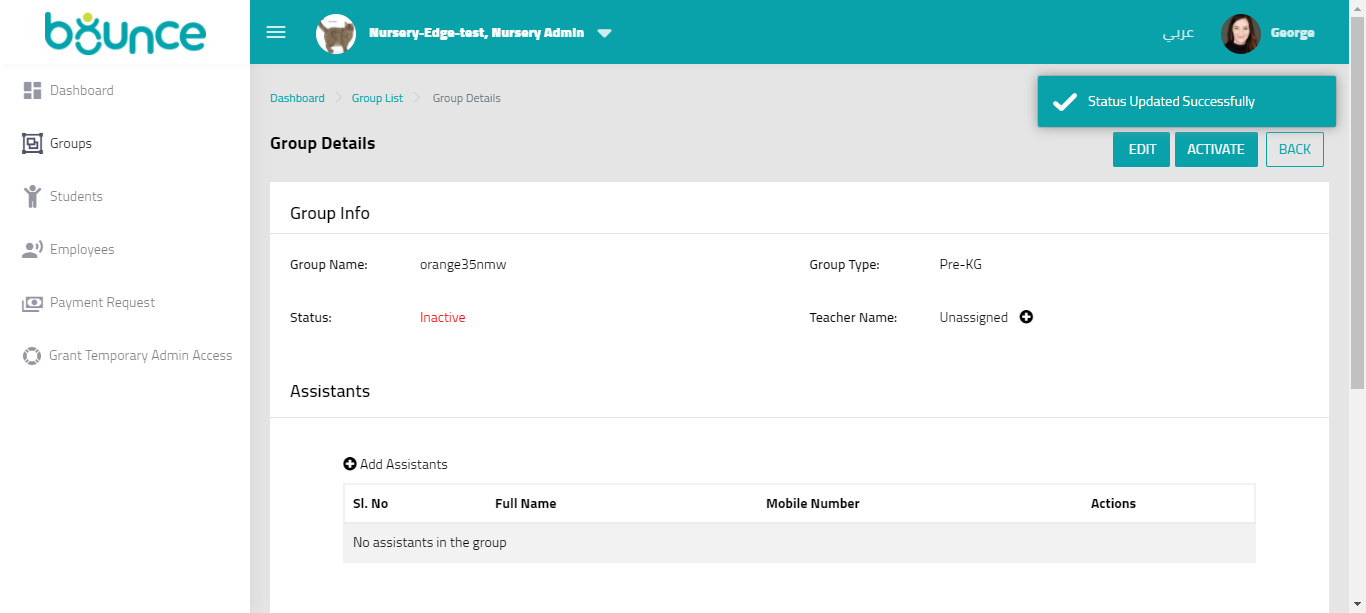 bounce
Nursery-Edge-test, Nursery Admin
عربي
George
Dashboard
Groups
Students
Employees
Payment Request
Grant Temporary Admin Access
Dashboard > Group List > Group Details
Status Updated Successfully
Group Details
EDIT
ACTIVATE
BACK
Group Info
Group Name: orange35nmw
Group Type: Pre-KG
Status: Inactive
Teacher Name: Unassigned
Assistants
Add Assistants
Sl. No Full Name Mobile Number Actions
No assistants in the group